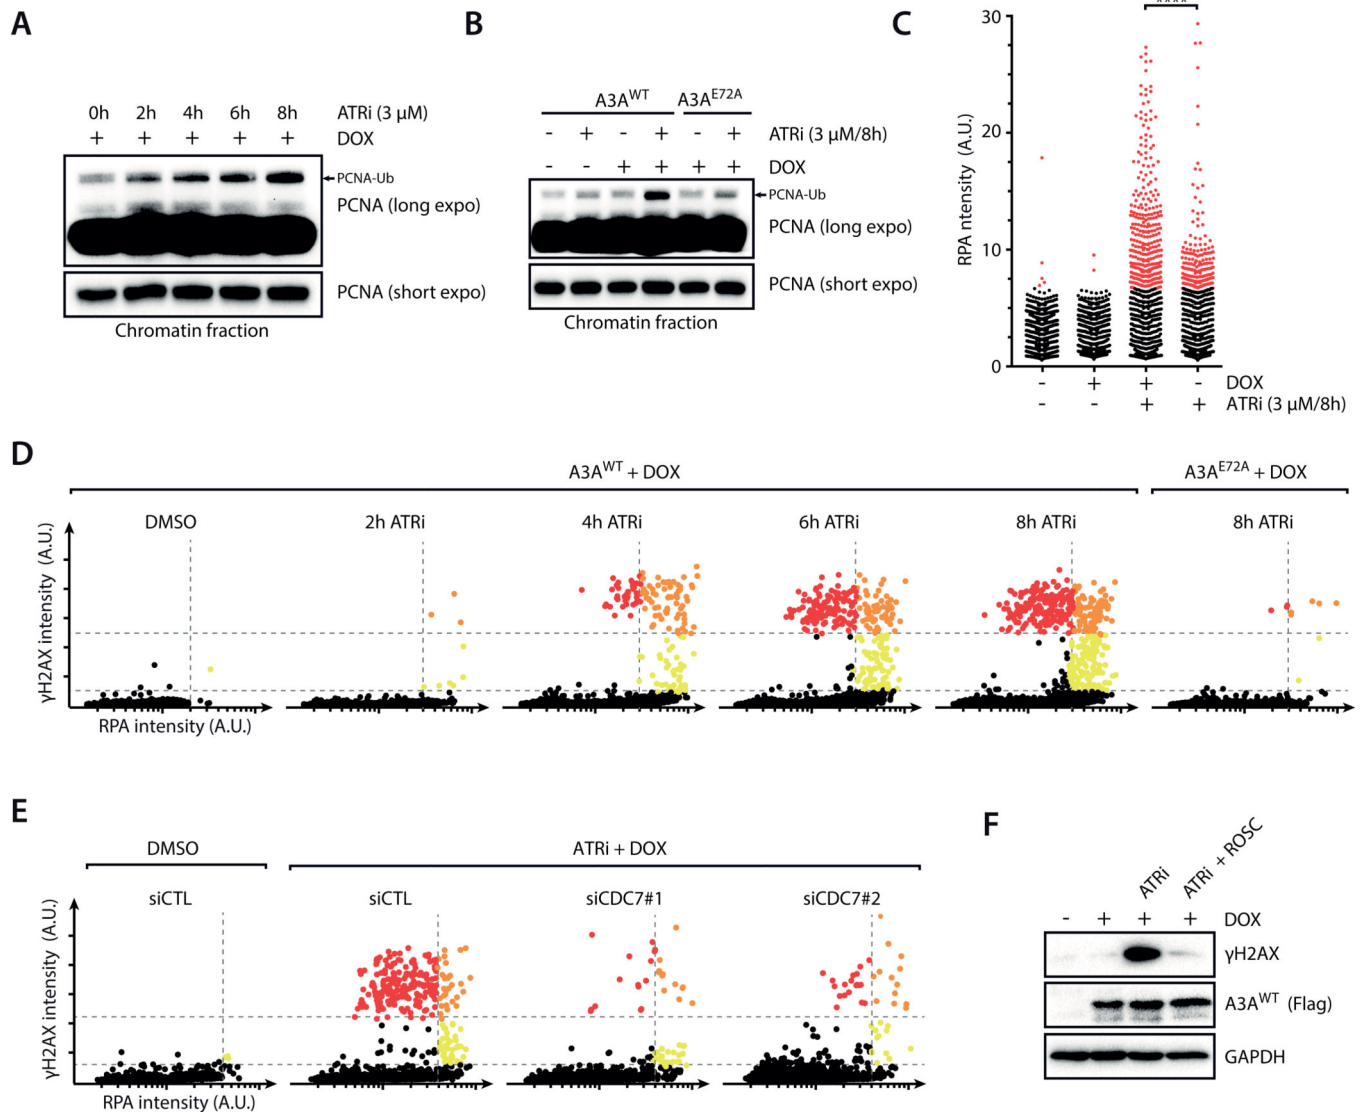 A
0h 2h 4h 6h 8h ATRi (3 μM)
+ + + + + DOX
PCNA-Ub
PCNA (long expo)
PCNA (short expo)
Chromatin fraction
B
A3A^WT A3A^E72A
- + - + - + ATRi (3 μM/8h)
- - + + + + DOX
PCNA-Ub
PCNA (long expo)
PCNA (short expo)
Chromatin fraction
C
****
30
20
10
0
RPA ntensity (A.U.)
- + + - DOX
- - + + ATRi (3 μM/8h)
D
A3A^WT + DOX A3A^E72A + DOX
DMSO 2h ATRi 4h ATRi 6h ATRi 8h ATRi 8h ATRi
γH2AX intensity (A.U.)
RPA intensity (A.U.)
E
DMSO ATRi + DOX
siCTL siCTL siCDC7#1 siCDC7#2
γH2AX intensity (A.U.)
RPA intensity (A.U.)
F
ATRi ATRi + ROSC
- + + + DOX
γH2AX
A3A^WT (Flag)
GAPDH